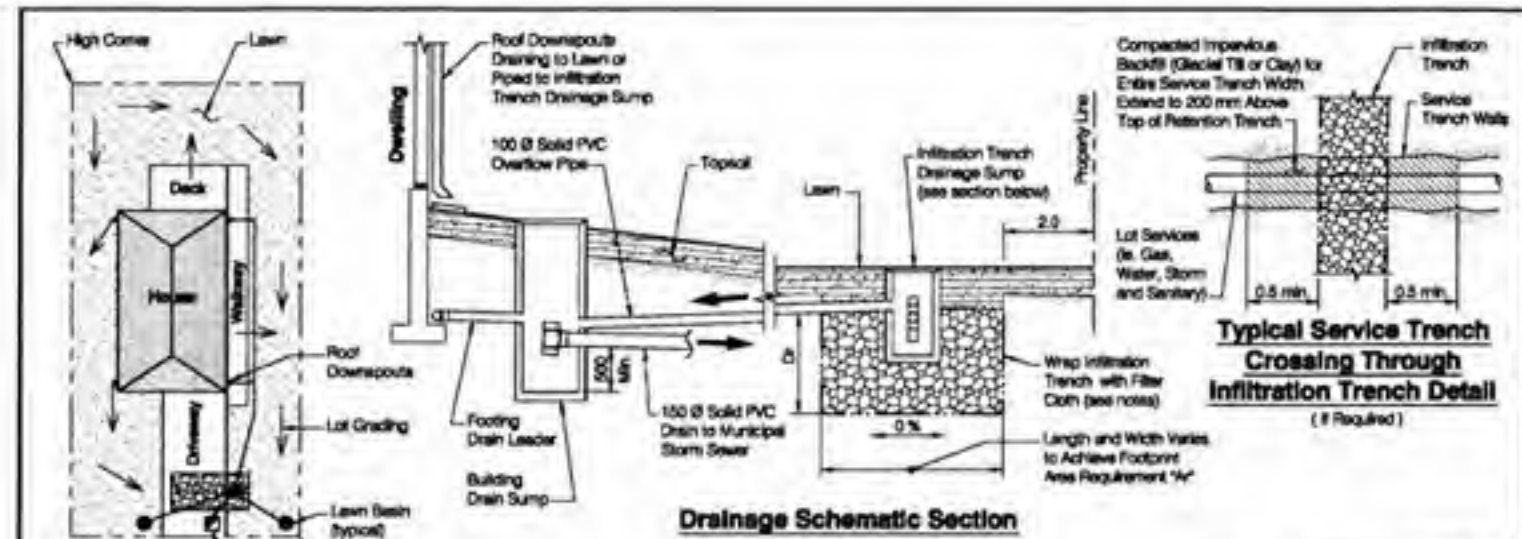 High Corner
Lawn
Deck
House
Walkway
Driveway
Roof
Downspouts
Lot Grading
Lawn Basin
(typical)
Roof Downspouts
Draining to Lawn or
Piped to Infiltration
Trench Drainage Sump
Dwelling
100 Ø Solid PVC
Overflow Pipe
Topsoil
Footing
Drain Leader
Building
Drain Sump
500
Min.
150 Ø Solid PVC
Drain to Municipal
Storm Sewer
Lawn
Infiltration Trench
Drainage Sump
(see section below)
Property Line
2.0
Dr
0 %
Wrap Infiltration
Trench with Filter
Cloth (see notes)
Length and Width Varies
to Achieve Footprint
Area Requirement "Ar"
Drainage Schematic Section
Compacted Impervious
Backfill (Glacial Till or Clay) for
Entire Service Trench Width
Extend to 200 mm Above
Top of Retention Trench
Infiltration
Trench
Service
Trench Walls
Lot Services
(ie. Gas,
Water, Storm
and Sanitary)
0.5 min.
0.5 min.
Typical Service Trench
Crossing Through
Infiltration Trench Detail
( If Required )